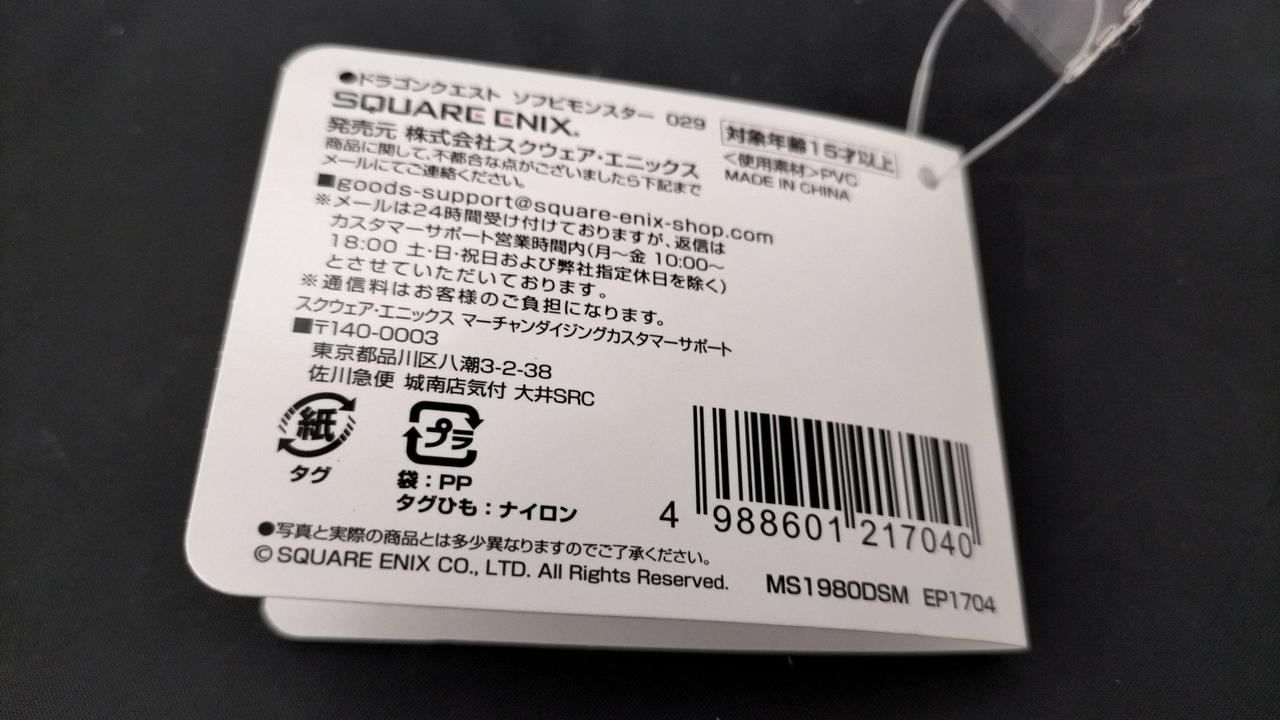 ●ドラゴンクエスト ソフビモンスター 029
SQUARE ENIX.
発売元 株式会社スクウェア・エニックス
商品に関して、不都合な点がございましたら下記まで
メールにてご連絡ください。
対象年齢15才以上
<使用素材>PVC
MADE IN CHINA
■goods-support@square-enix-shop.com
※メールは24時間受け付けておりますが、返信は
カスタマーサポート営業時間内(月〜金 10:00〜
18:00 土・日・祝日および弊社指定休日を除く)
とさせていただいております。
※通信料はお客様のご負担になります。
スクウェア・エニックス マーチャンダイジングカスタマーサポート
■〒140-0003
東京都品川区八潮3-2-38
佐川急便 城南店気付 大井SRC
紙
タグ
プラ
袋：PP
タグひも：ナイロン
4 988601 217040
●写真と実際の商品とは多少異なりますのでご了承ください。
© SQUARE ENIX CO., LTD. All Rights Reserved.
MS1980DSM EP1704